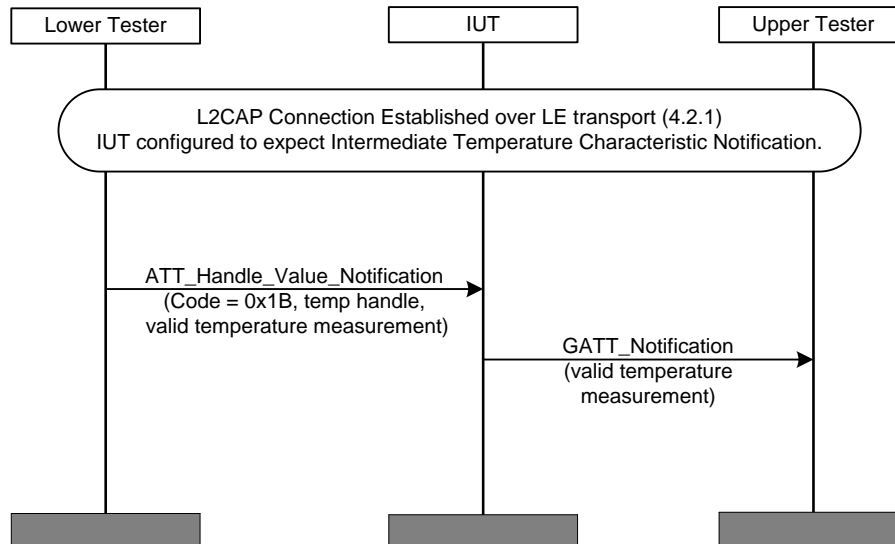 Lower Tester
IUT
Upper Tester
L2CAP Connection Established over LE transport (4.2.1)
IUT configured to expect Intermediate Temperature Characteristic Notification.
ATT_Handle_Value_Notification
(Code = 0x1B, temp handle,
valid temperature measurement)
GATT_Notification
(valid temperature
measurement)